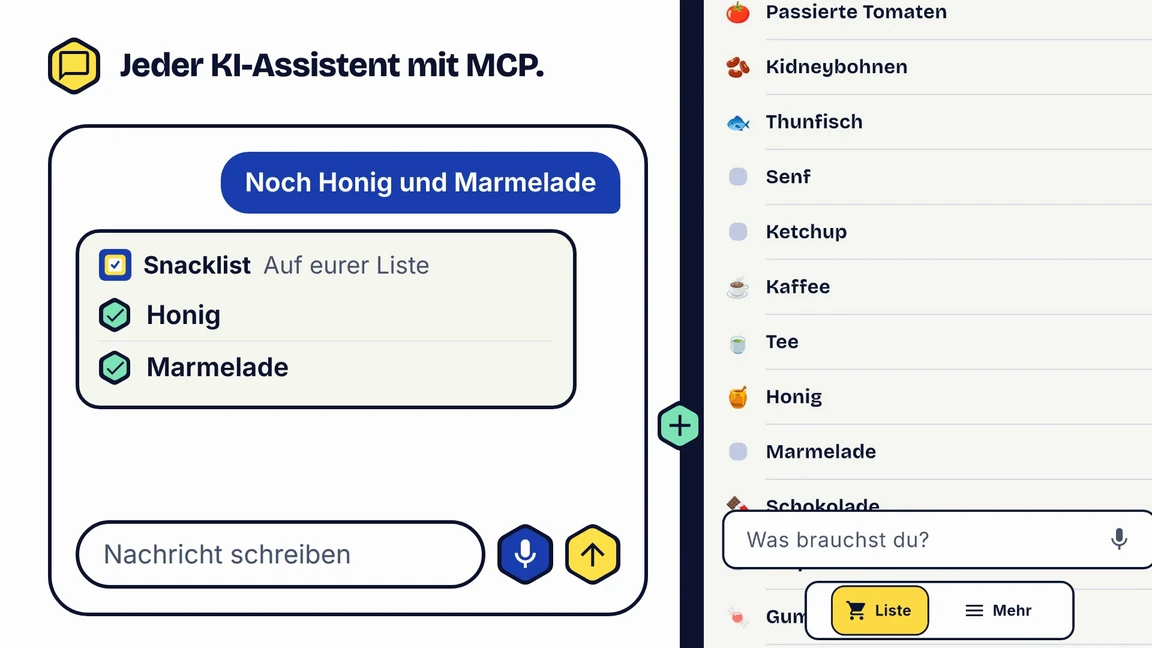 Jeder KI-Assistent mit MCP.
Noch Honig und Marmelade
Snacklist Auf eurer Liste
Honig
Marmelade
Nachricht schreiben
Passierte Tomaten
Kidneybohnen
Thunfisch
Senf
Ketchup
Kaffee
Tee
Honig
Marmelade
Schokolade
Was brauchst du?
Gum
Liste
Mehr